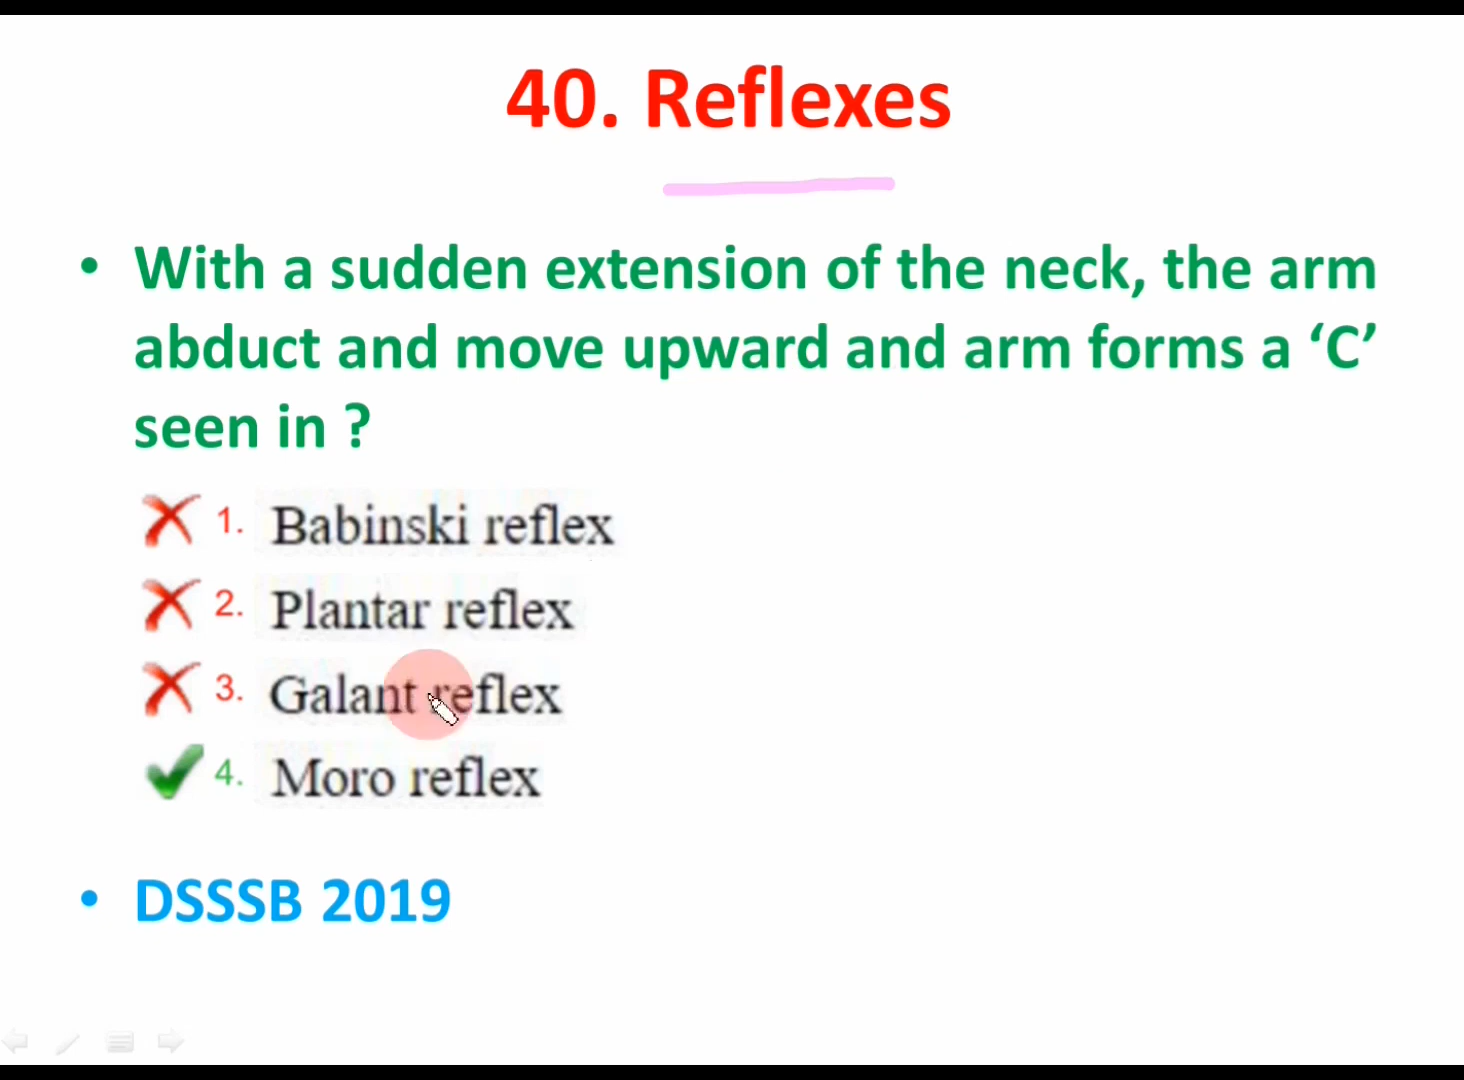 40. Reflexes
• With a sudden extension of the neck, the arm
abduct and move upward and arm forms a ‘C’
seen in ?
1. Babinski reflex
2. Plantar reflex
3. Galant reflex
4. Moro reflex
• DSSSB 2019